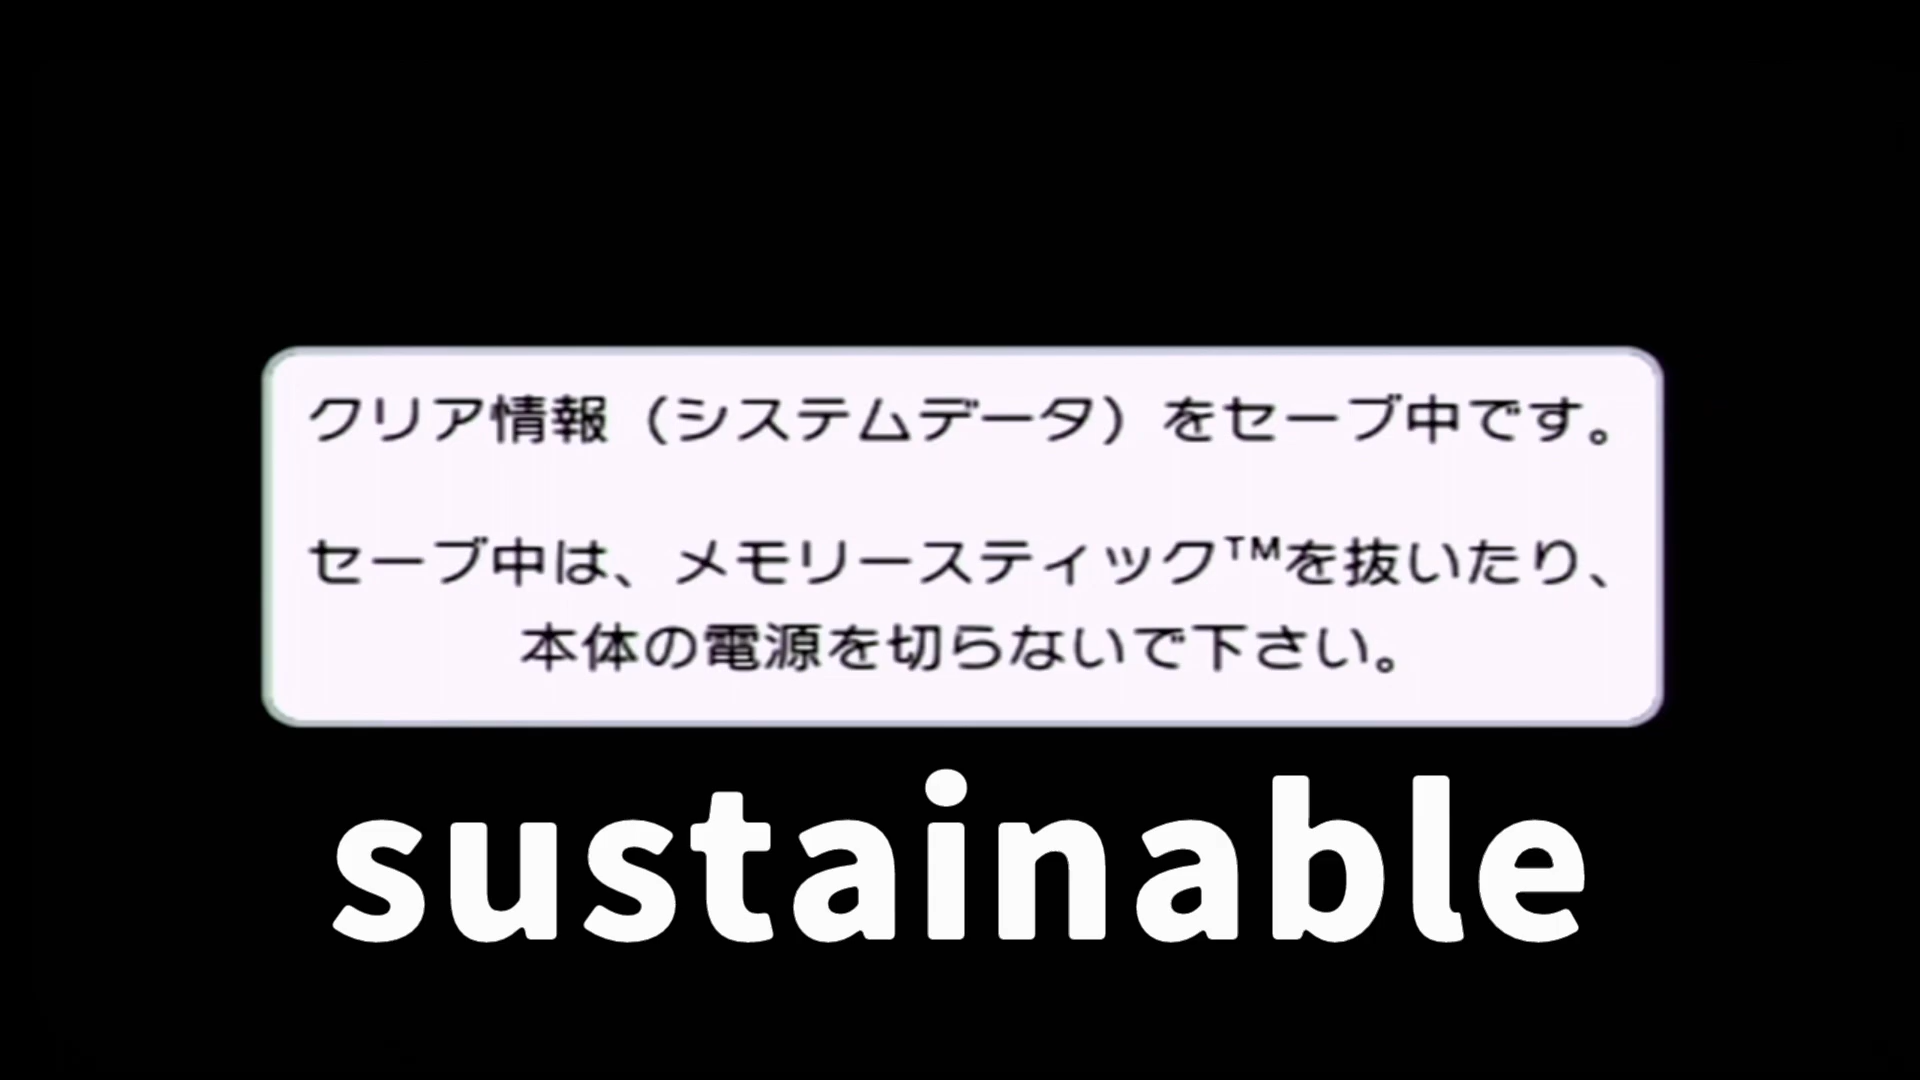 クリア情報（システムデータ）をセーブ中です。
セーブ中は、メモリースティック™を抜いたり、
本体の電源を切らないで下さい。
sustainable